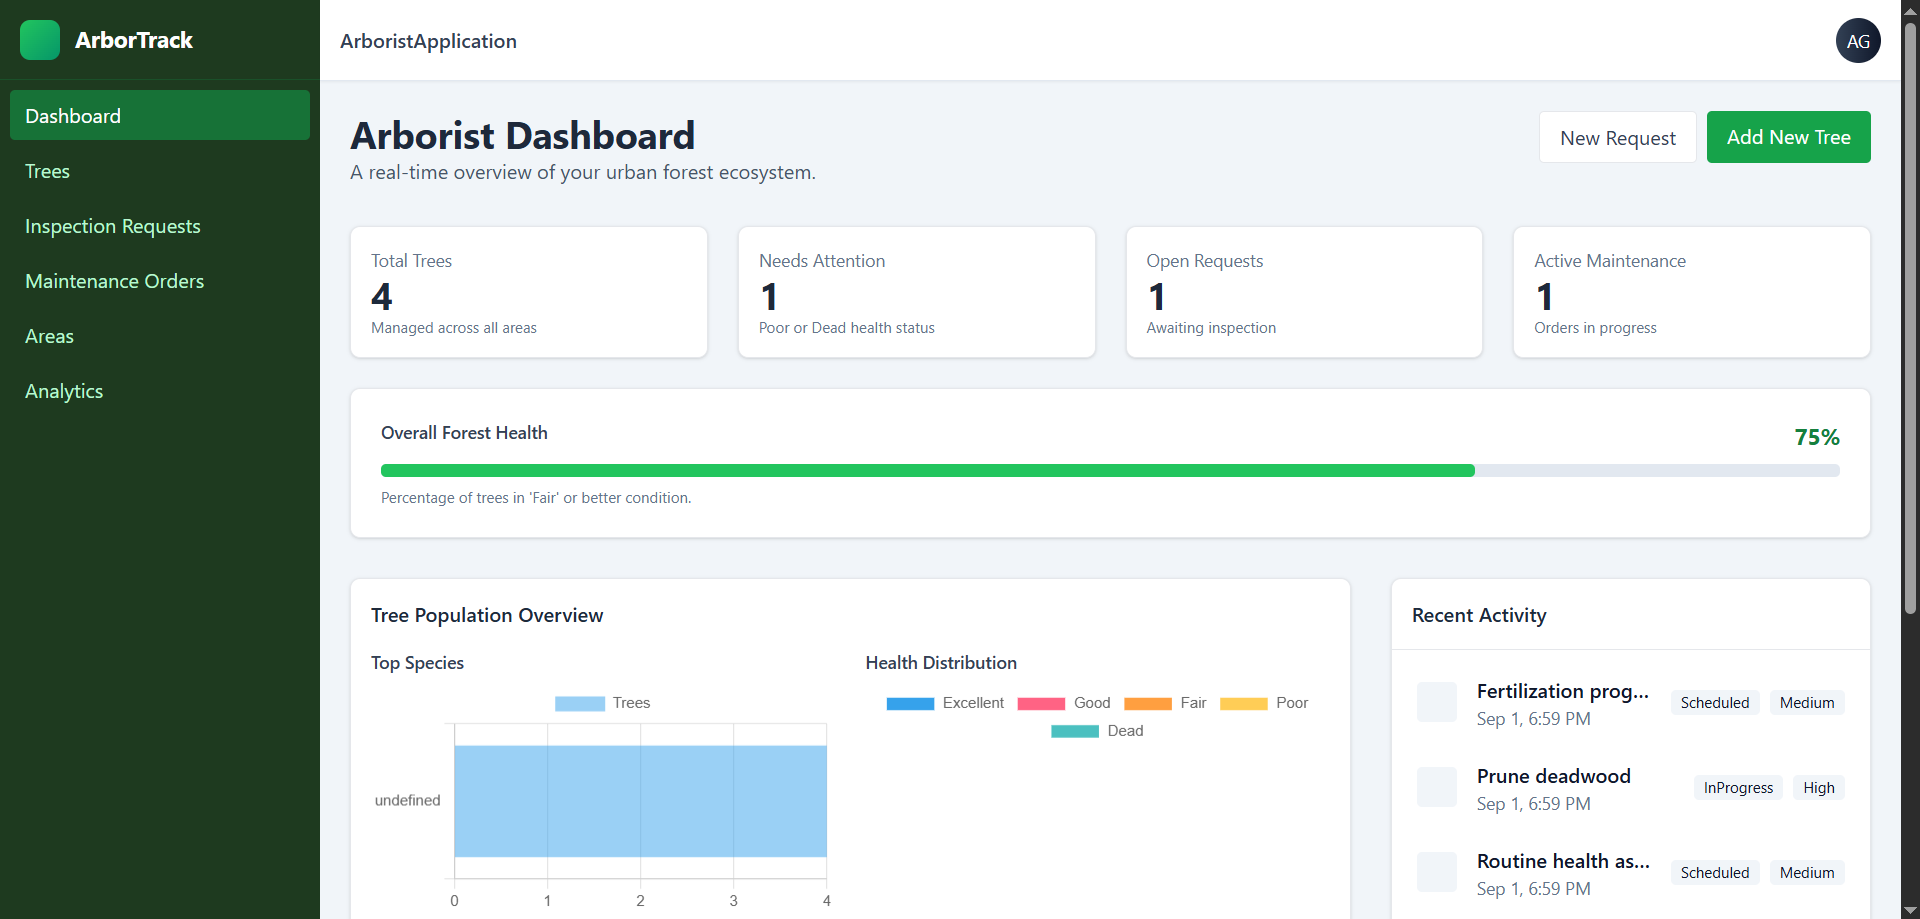 ArborTrack
Dashboard
Trees
Inspection Requests
Maintenance Orders
Areas
Analytics
ArboristApplication
AG
Arborist Dashboard
A real-time overview of your urban forest ecosystem.
New Request
Add New Tree
Total Trees
4
Managed across all areas
Needs Attention
1
Poor or Dead health status
Open Requests
1
Awaiting inspection
Active Maintenance
1
Orders in progress
Overall Forest Health
75%
Percentage of trees in 'Fair' or better condition.
Tree Population Overview
Top Species
Trees
undefined
0 1 2 3 4
Health Distribution
Excellent Good Fair Poor
Dead
Recent Activity
Fertilization prog...
Sep 1, 6:59 PM
Scheduled Medium
Prune deadwood
Sep 1, 6:59 PM
InProgress High
Routine health as...
Sep 1, 6:59 PM
Scheduled Medium